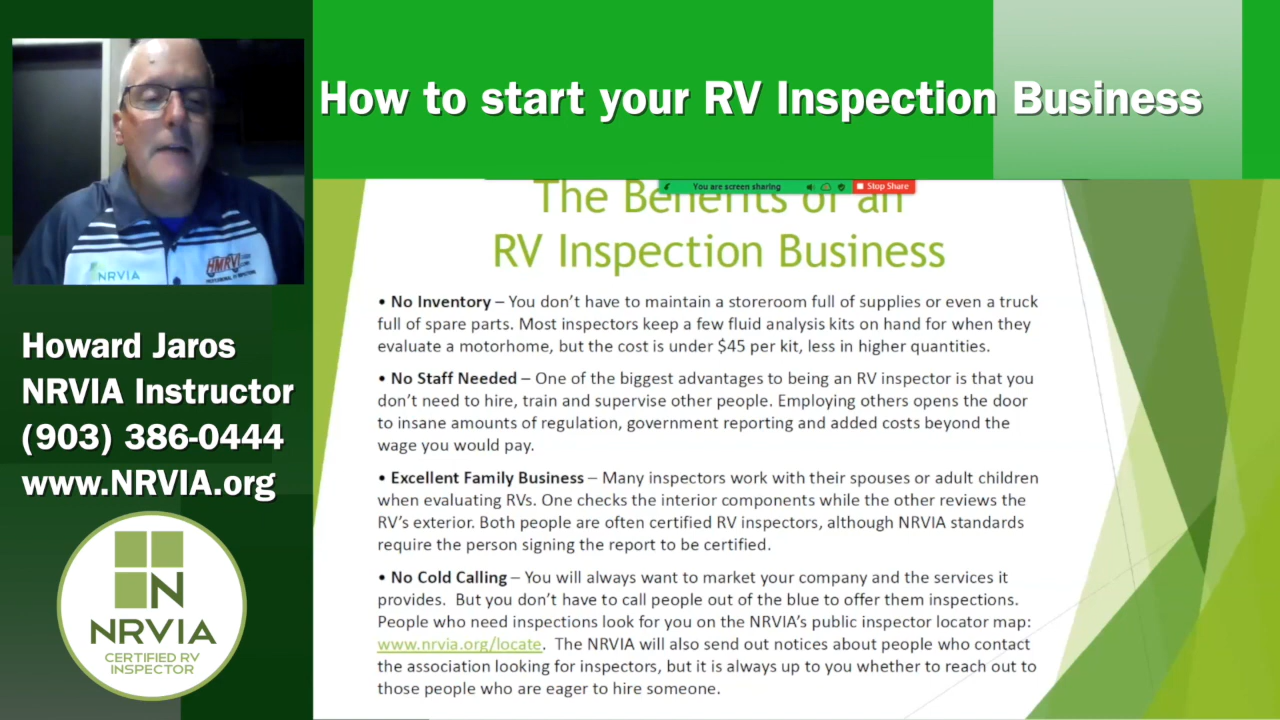 How to start your RV Inspection Business
You are screen sharing
Stop Share
The Benefits of an
RV Inspection Business
• No Inventory – You don't have to maintain a storeroom full of supplies or even a truck
full of spare parts. Most inspectors keep a few fluid analysis kits on hand for when they
evaluate a motorhome, but the cost is under $45 per kit, less in higher quantities.
• No Staff Needed – One of the biggest advantages to being an RV inspector is that you
don't need to hire, train and supervise other people. Employing others opens the door
to insane amounts of regulation, government reporting and added costs beyond the
wage you would pay.
• Excellent Family Business – Many inspectors work with their spouses or adult children
when evaluating RVs. One checks the interior components while the other reviews the
RV's exterior. Both people are often certified RV inspectors, although NRVIA standards
require the person signing the report to be certified.
• No Cold Calling – You will always want to market your company and the services it
provides.  But you don't have to call people out of the blue to offer them inspections.
People who need inspections look for you on the NRVIA's public inspector locator map:
www.nrvia.org/locate.  The NRVIA will also send out notices about people who contact
the association looking for inspectors, but it is always up to you whether to reach out to
those people who are eager to hire someone.
NRVIA
HMRVI
Howard Jaros
NRVIA Instructor
(903) 386-0444
www.NRVIA.org
N
NRVIA
CERTIFIED RV
INSPECTOR